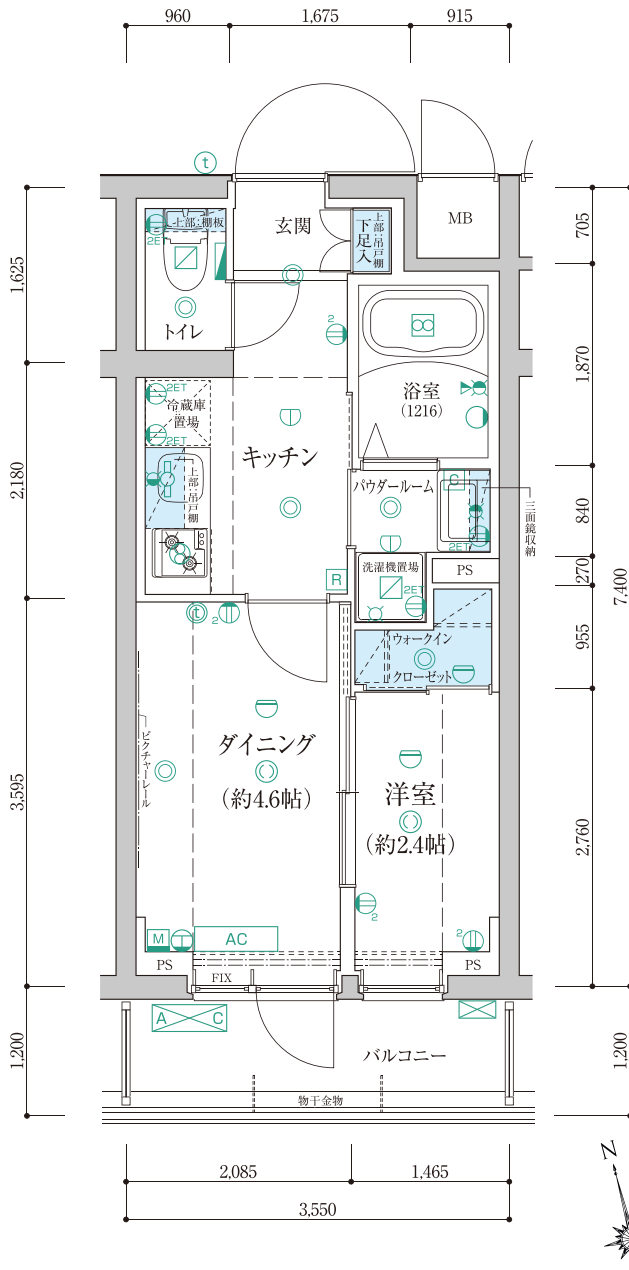 960
1,675
915
t
MB
玄関
上部:吊戸棚
下足入
705
上部:棚板
2ET
1,625
トイレ
2
1,870
2ET
冷蔵庫
置場
2ET
浴室
(1216)
キッチン
2,180
上部:吊戸棚
パウダールーム
C
2ET
三面鏡収納
840
R
洗濯機置場
2ET
PS
270
7,400
t
2
ウォークイン
クローゼット
955
ピクチャーレール
ダイニング
(約4.6帖)
洋室
(約2.4帖)
3,595
2,760
2
M
AC
2
PS
FIX
PS
A C
バルコニー
1,200
1,200
物干金物
2,085
1,465
3,550
N